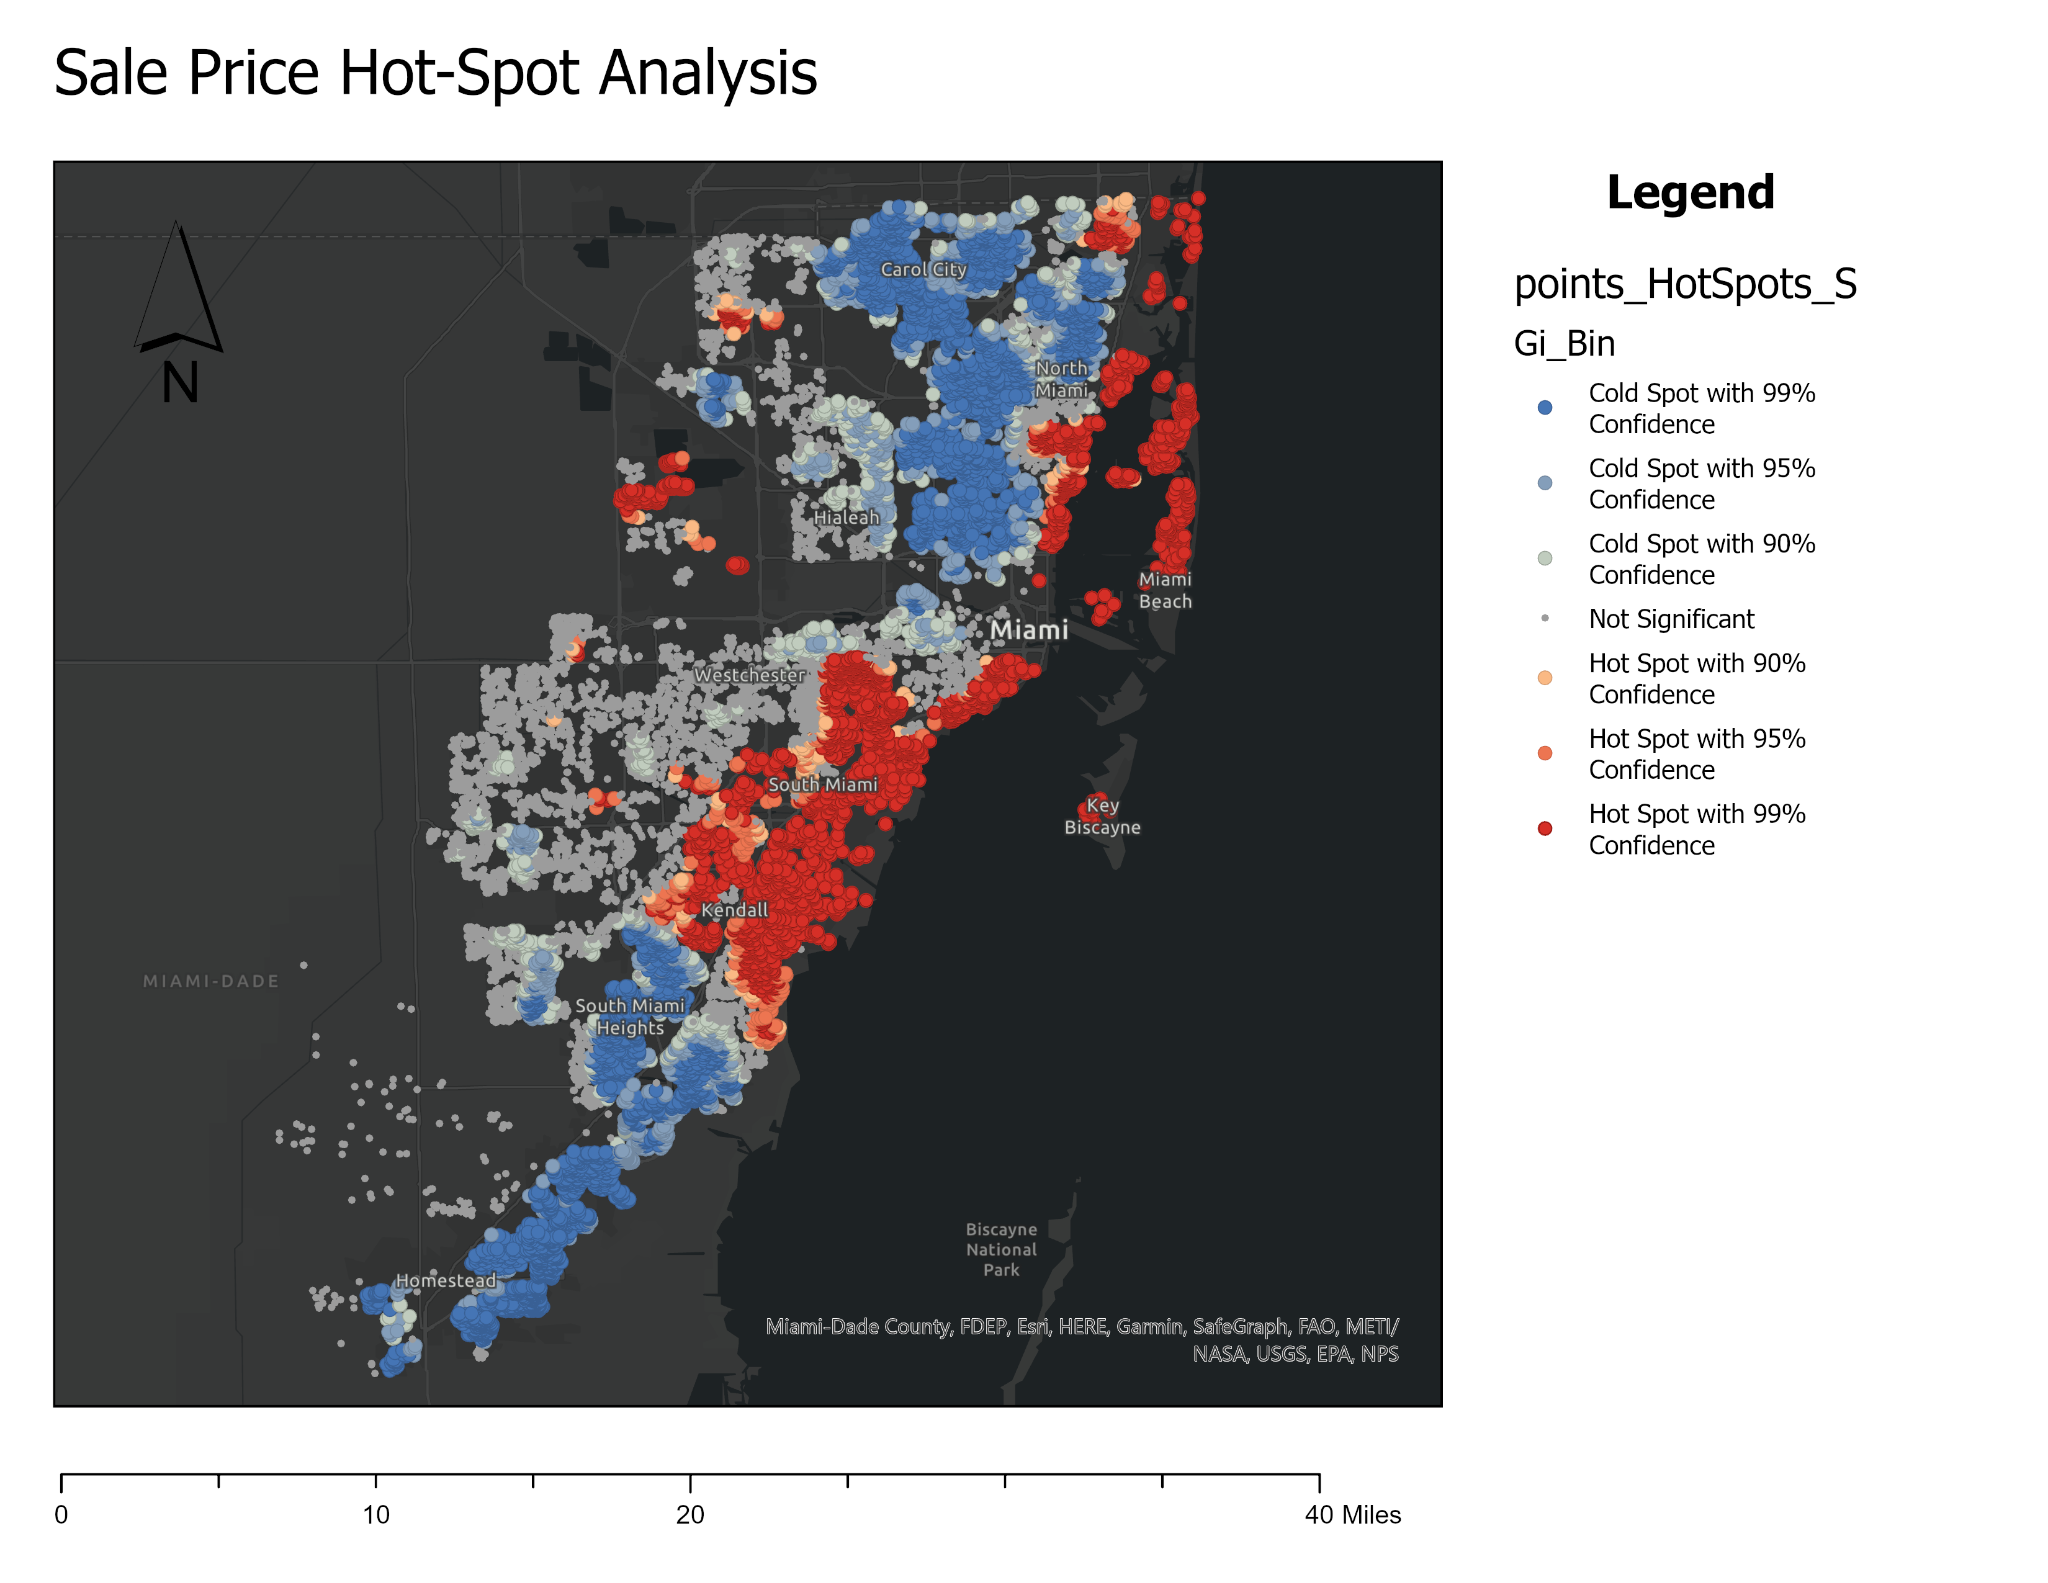 Sale Price Hot-Spot Analysis
Legend
points_HotSpots_S
Gi_Bin
Cold Spot with 99%
Confidence
Cold Spot with 95%
Confidence
Cold Spot with 90%
Confidence
Not Significant
Hot Spot with 90%
Confidence
Hot Spot with 95%
Confidence
Hot Spot with 99%
Confidence
N
Carol City
North
Miami
Hialeah
Miami
Beach
Miami
Westchester
South Miami
Key
Biscayne
Kendall
MIAMI-DADE
South Miami
Heights
Biscayne
National
Park
Homestead
Miami-Dade County, FDEP, Esri, HERE, Garmin, SafeGraph, FAO, METI/
NASA, USGS, EPA, NPS
0 10 20 40 Miles